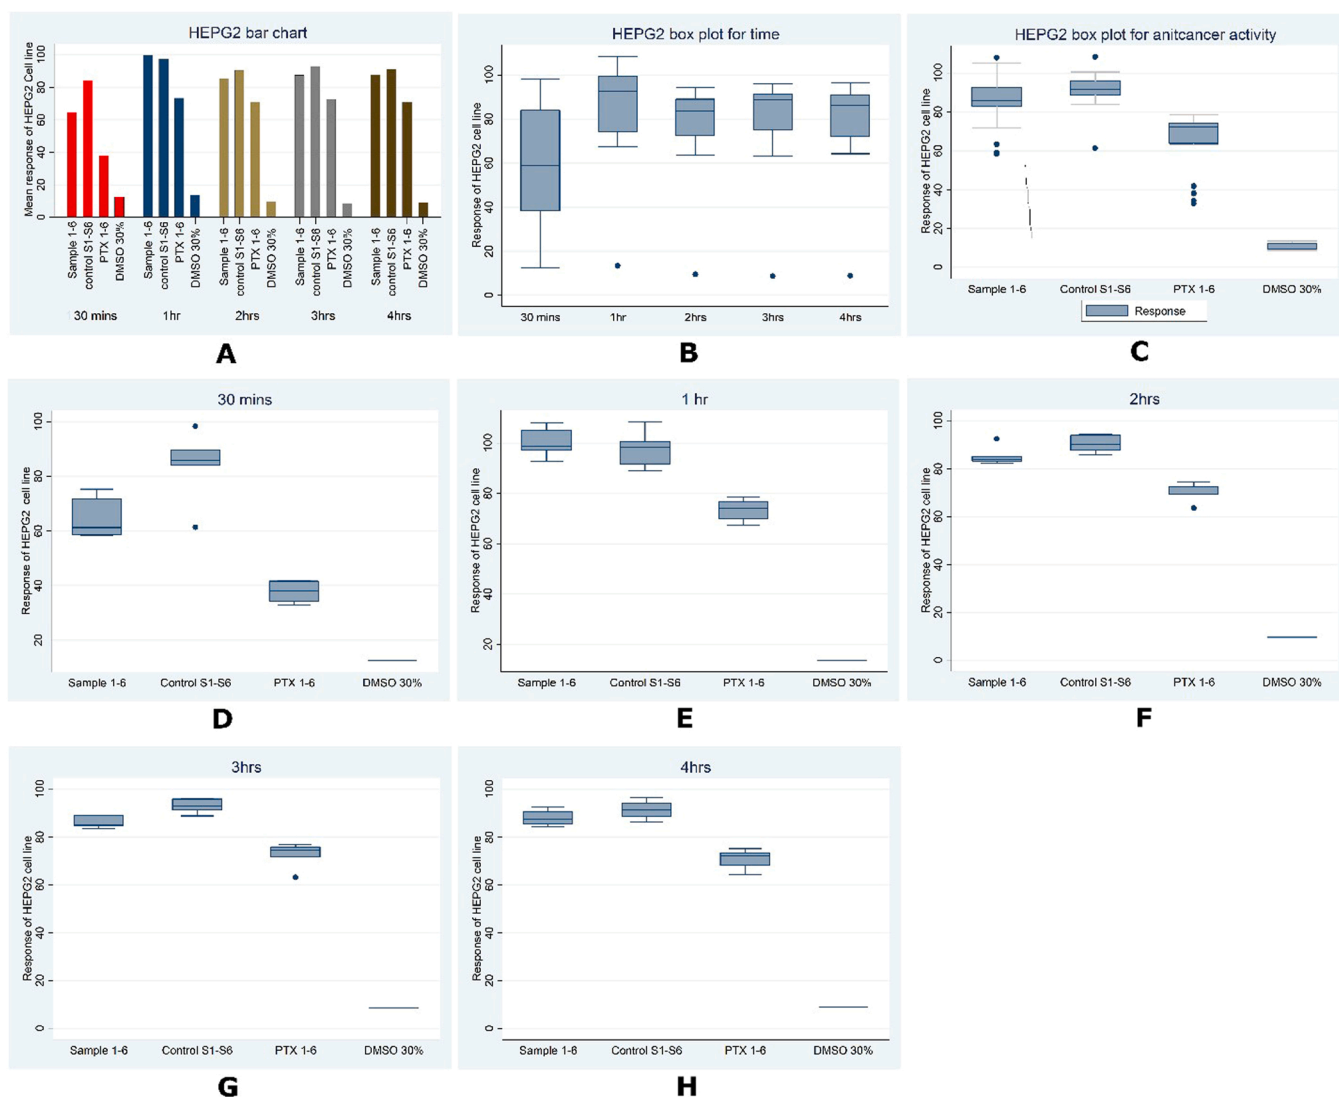 HEPG2 bar chart
Mean response of HEPG2 Cell line
100
80
60
40
20
0
Sample 1-6
control S1-S6
PTX 1-6
DMSO 30%
Sample 1-6
control S1-S6
PTX 1-6
DMSO 30%
Sample 1-6
control S1-S6
PTX 1-6
DMSO 30%
Sample 1-6
control S1-S6
PTX 1-6
DMSO 30%
Sample 1-6
control S1-S6
PTX 1-6
DMSO 30%
30 mins 1hr 2hrs 3hrs 4hrs
A
HEPG2 box plot for time
Response of HEPG2 cell line
100
80
60
40
20
0
30 mins 1hr 2hrs 3hrs 4hrs
B
HEPG2 box plot for anitcancer activity
Response of HEPG2 cell line
100
80
60
40
20
0
Sample 1-6 Control S1-S6 PTX 1-6 DMSO 30%
Response
C
30 mins
Response of HEPG2 cell line
100
80
60
40
20
Sample 1-6 Control S1-S6 PTX 1-6 DMSO 30%
D
1 hr
Response of HEPG2 cell line
100
80
60
40
20
Sample 1-6 Control S1-S6 PTX 1-6 DMSO 30%
E
2hrs
Response of HEPG2 cell line
100
80
60
40
20
0
Sample 1-6 Control S1-S6 PTX 1-6 DMSO 30%
F
3hrs
Response of HEPG2 cell line
100
80
60
40
20
0
Sample 1-6 Control S1-S6 PTX 1-6 DMSO 30%
G
4hrs
Response of HEPG2 cell line
100
80
60
40
20
0
Sample 1-6 Control S1-S6 PTX 1-6 DMSO 30%
H